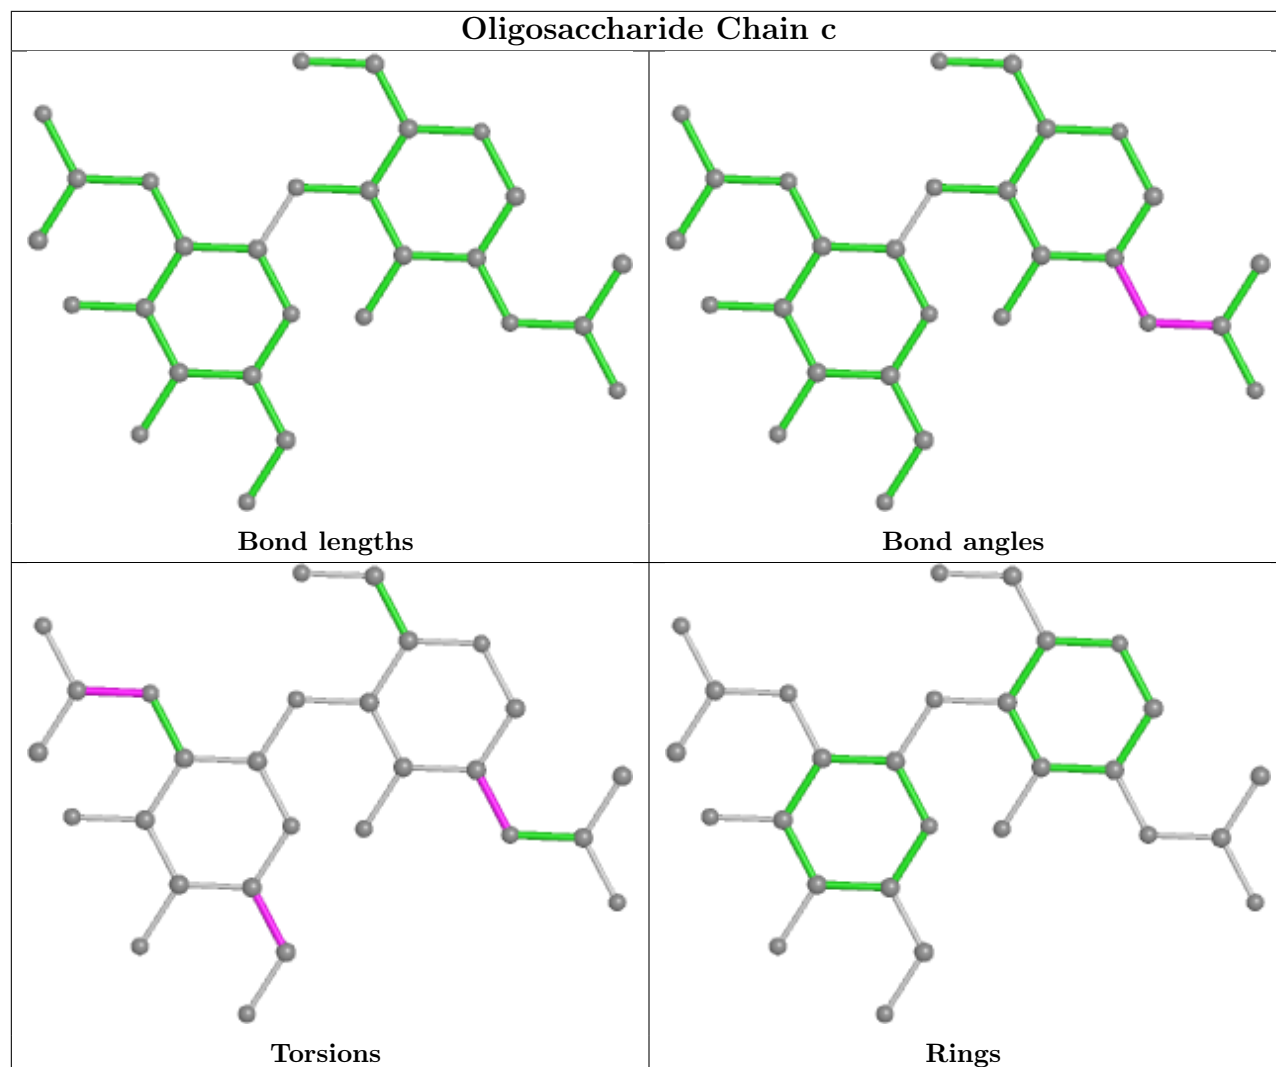 Oligosaccharide Chain c
Bond lengths
Bond angles
Torsions
Rings